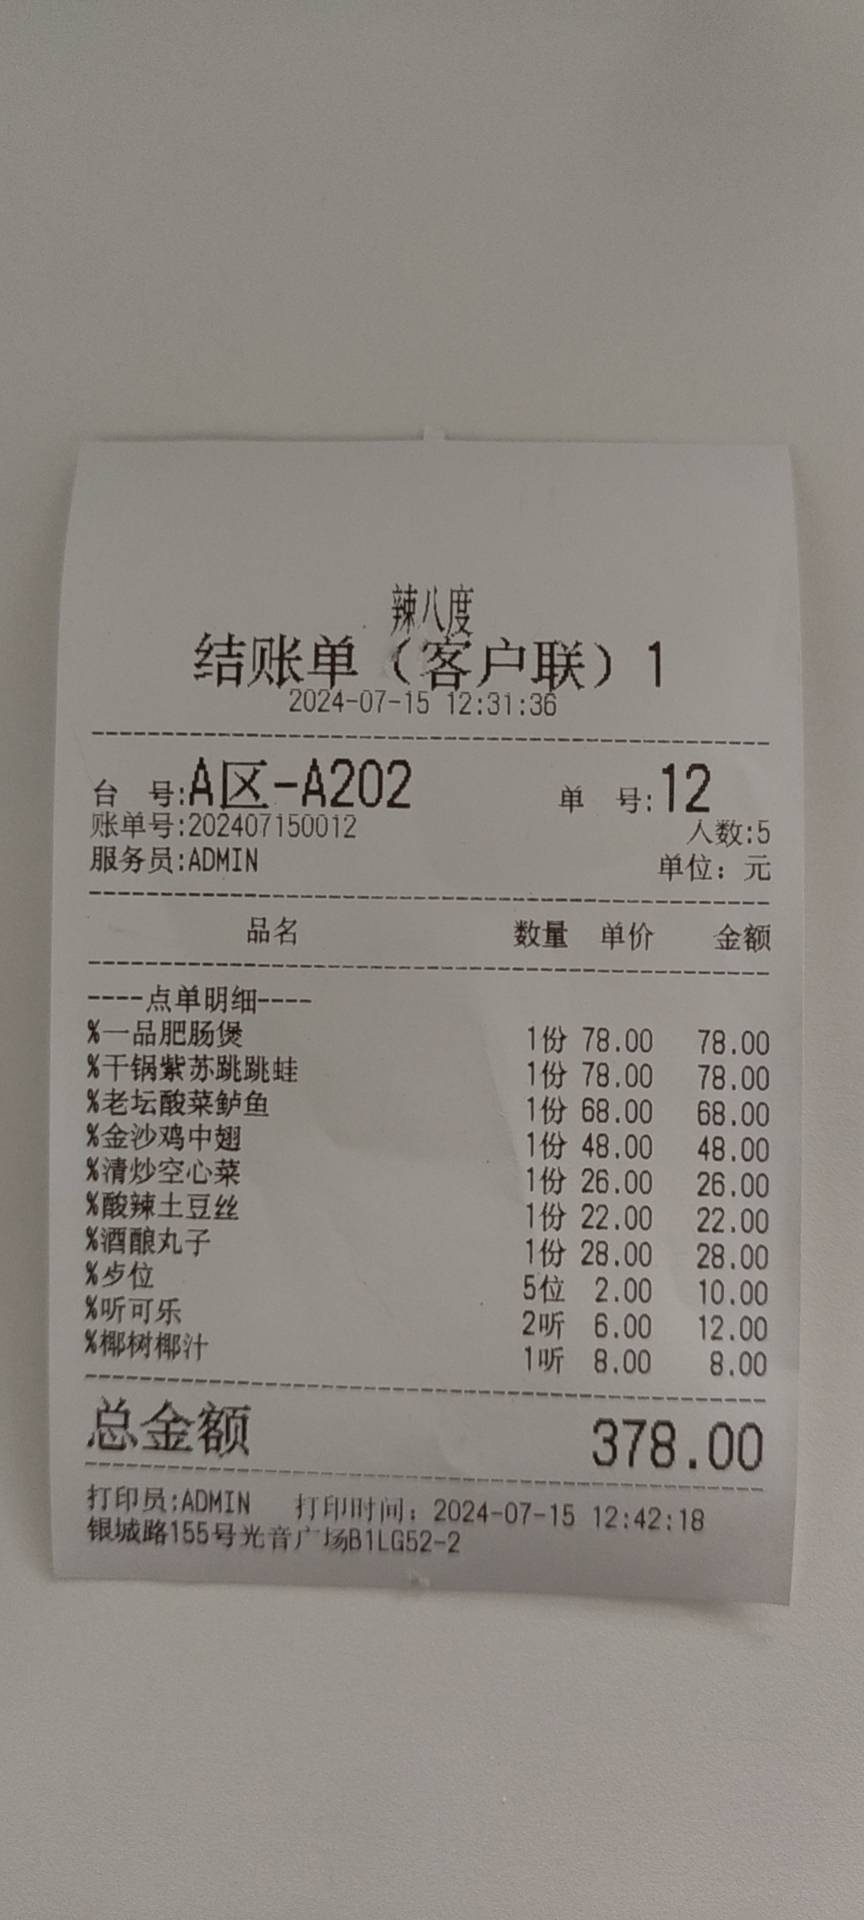 辣八度
结账单（客户联）1
2024-07-15 12:31:36
台 号:A区-A202 单 号:12
账单号:202407150012 人数:5
服务员:ADMIN 单位：元
品名 数量 单价 金额
----点单明细----
%一品肥肠煲 1份 78.00 78.00
%干锅紫苏跳跳蛙 1份 78.00 78.00
%老坛酸菜鲈鱼 1份 68.00 68.00
%金沙鸡中翅 1份 48.00 48.00
%清炒空心菜 1份 26.00 26.00
%酸辣土豆丝 1份 22.00 22.00
%酒酿丸子 1份 28.00 28.00
%歺位 5位 2.00 10.00
%听可乐 2听 6.00 12.00
%椰树椰汁 1听 8.00 8.00
总金额 378.00
打印员:ADMIN 打印时间：2024-07-15 12:42:18
银城路155号光音广场B1LG52-2